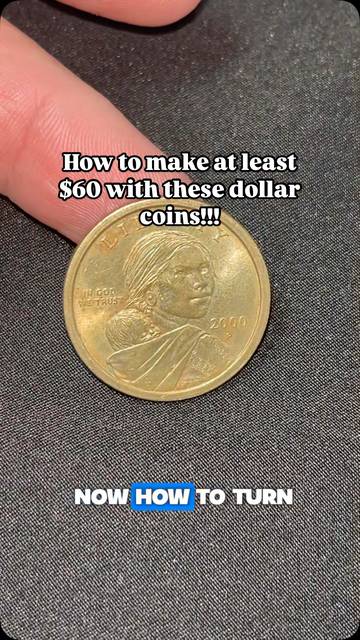 How to make at least
$60 with these dollar
coins!!!
IN GOD
WE TRUST
2000
P
NOW HOW TO TURN